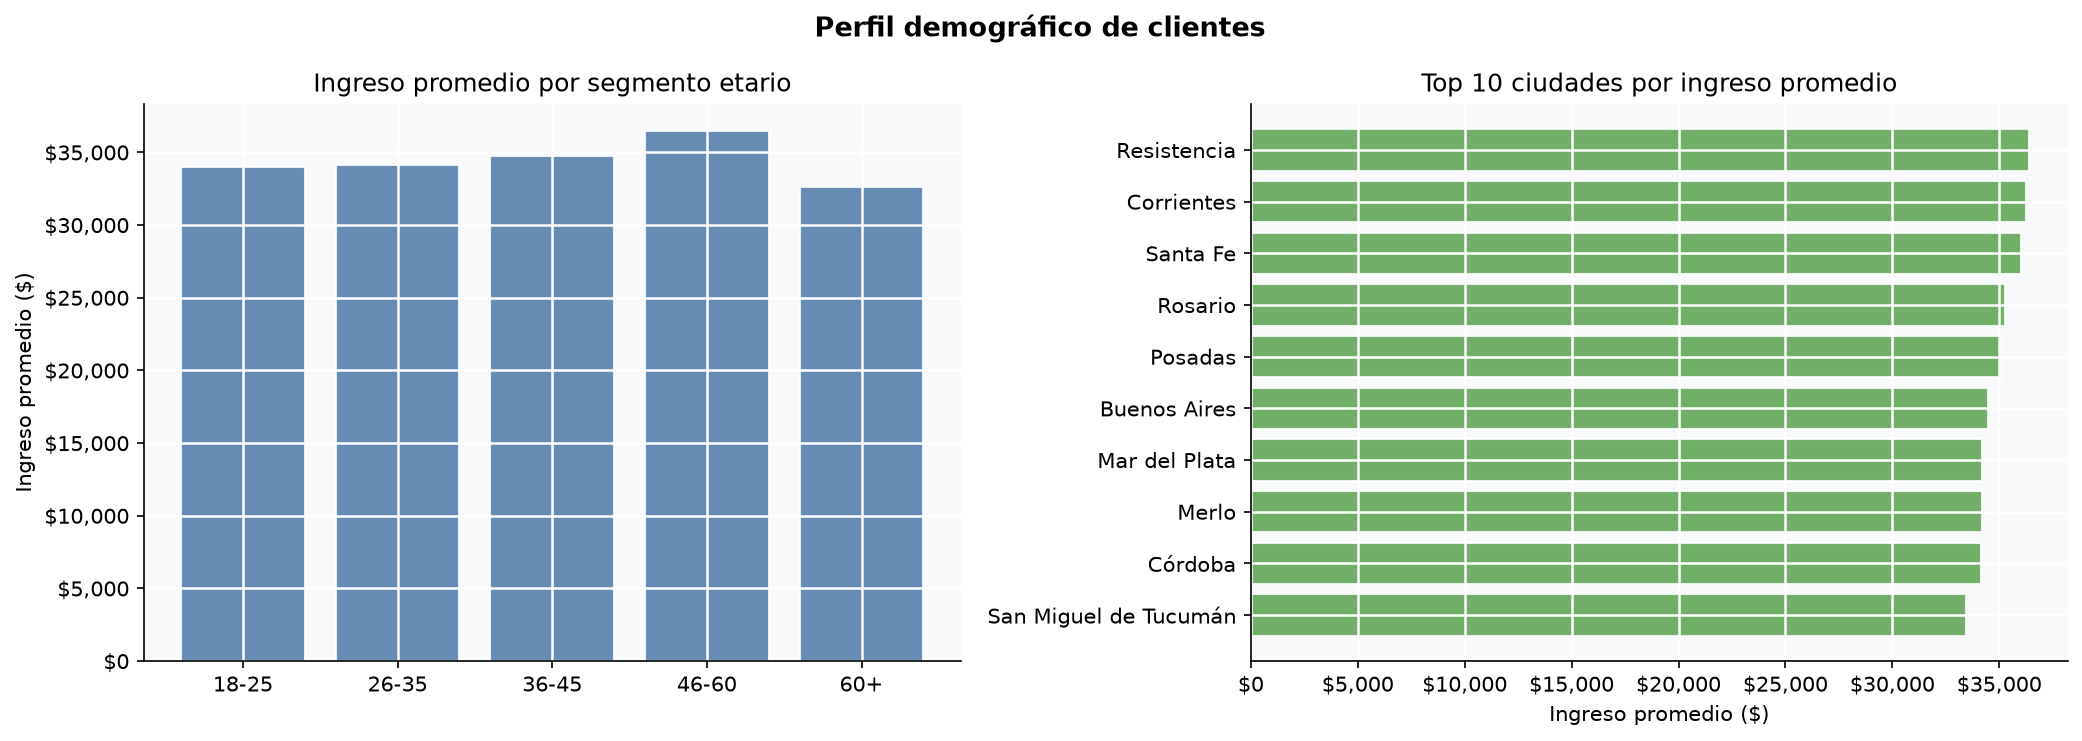 Perfil demográfico de clientes
Ingreso promedio por segmento etario
Ingreso promedio ($)
$35,000
$30,000
$25,000
$20,000
$15,000
$10,000
$5,000
$0
18-25 26-35 36-45 46-60 60+
Top 10 ciudades por ingreso promedio
Resistencia
Corrientes
Santa Fe
Rosario
Posadas
Buenos Aires
Mar del Plata
Merlo
Córdoba
San Miguel de Tucumán
$0 $5,000 $10,000 $15,000 $20,000 $25,000 $30,000 $35,000
Ingreso promedio ($)